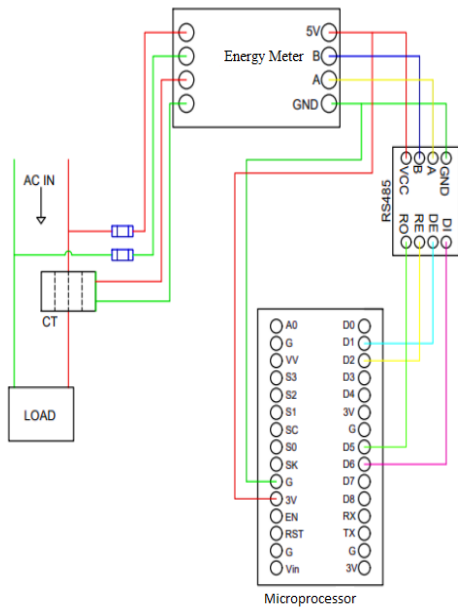 5V
Energy Meter
B
A
GND
AC IN
VCC
B
A
GND
RS485
RO
RE
DE
DI
CT
LOAD
A0 D0
G D1
VV D2
S3 D3
S2 D4
S1 3V
SC G
S0 D5
SK D6
G D7
3V D8
EN RX
RST TX
G G
Vin 3V
Microprocessor